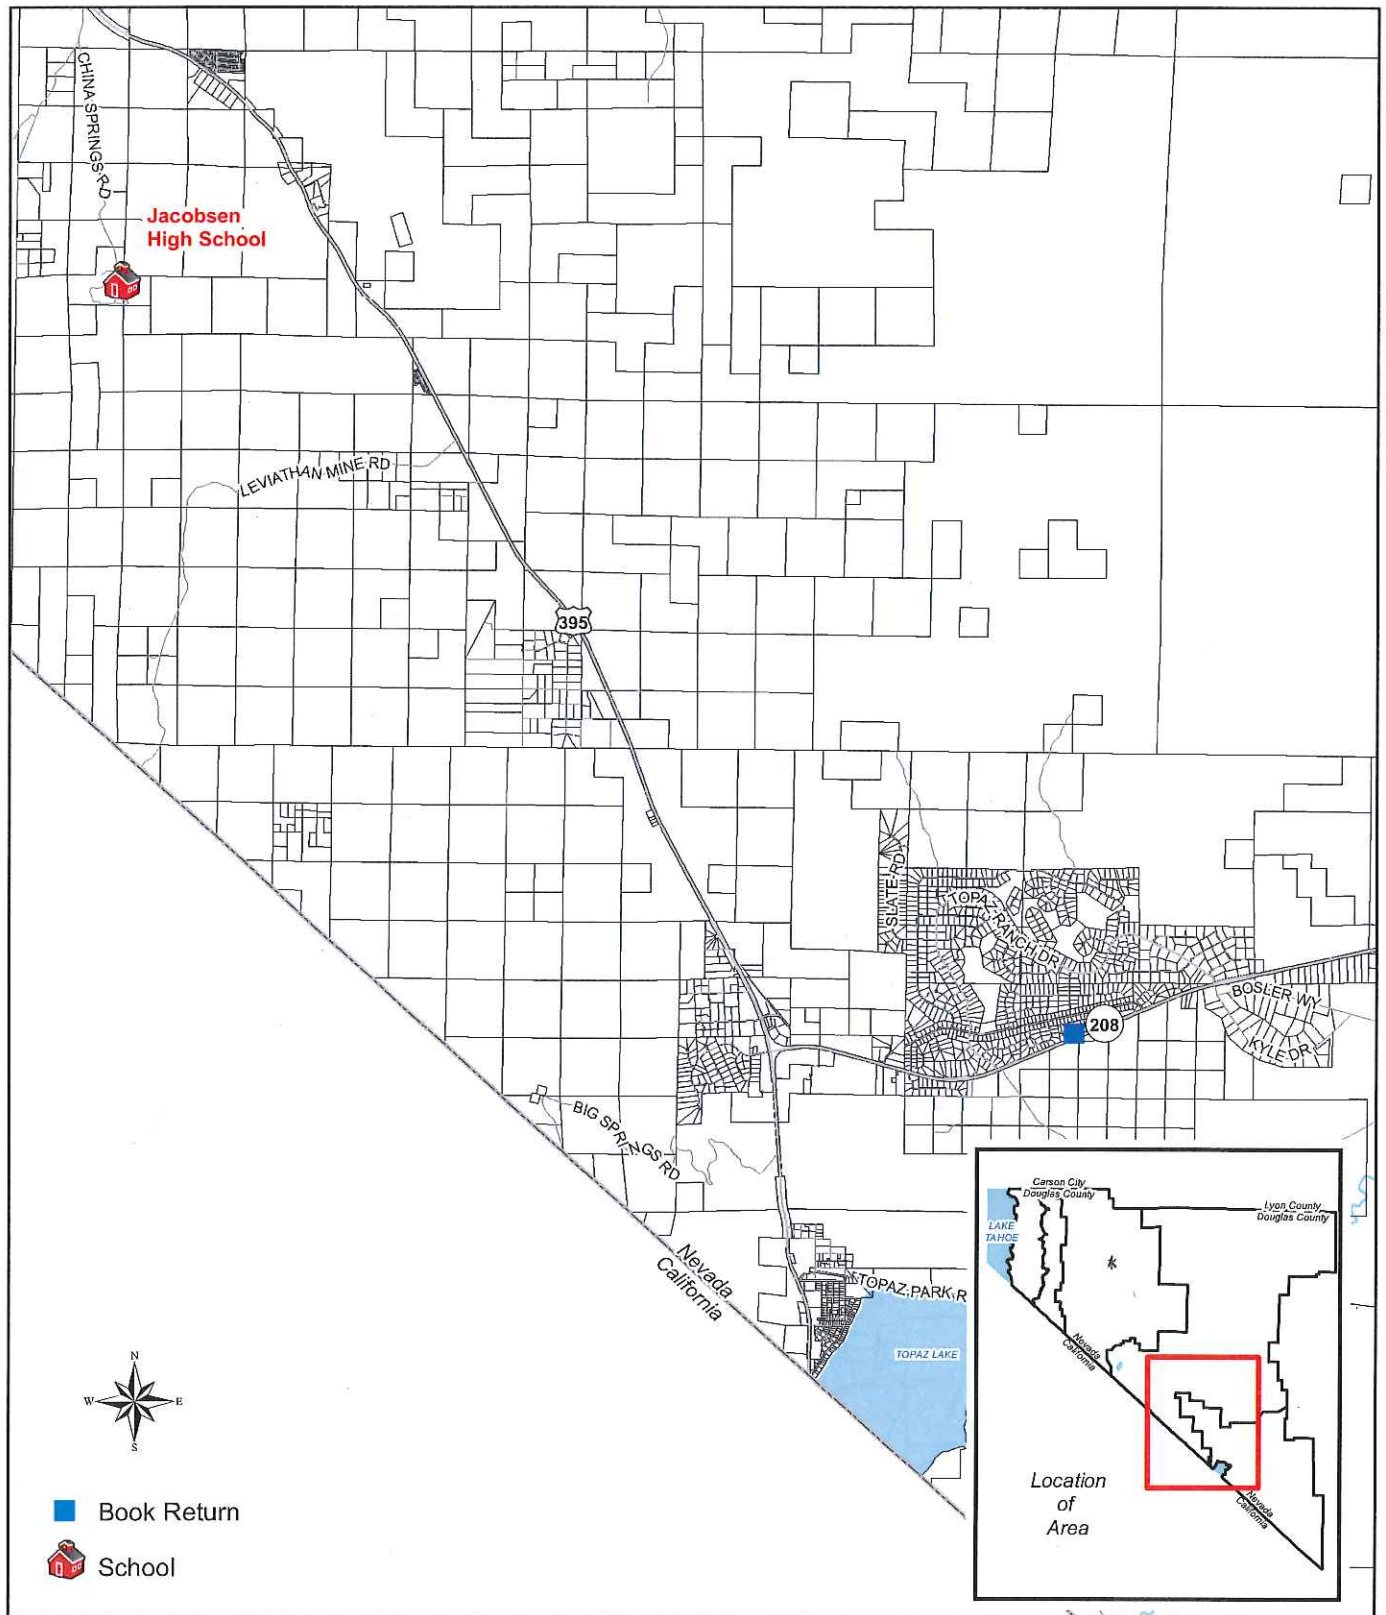 CHINA SPRINGS RD
Jacobsen
High School
LEVIATHAN MINE RD
395
SLATE RD
TOPAZ RANCH DR
BOSLER WY
208
KYLE DR
BIG SPRINGS RD
Nevada
California
TOPAZ PARK R
TOPAZ LAKE
N
W
E
S
Book Return
School
Carson City
Douglas County
Lyon County
Douglas County
LAKE
TAHOE
Nevada
California
Nevada
California
Location
of
Area